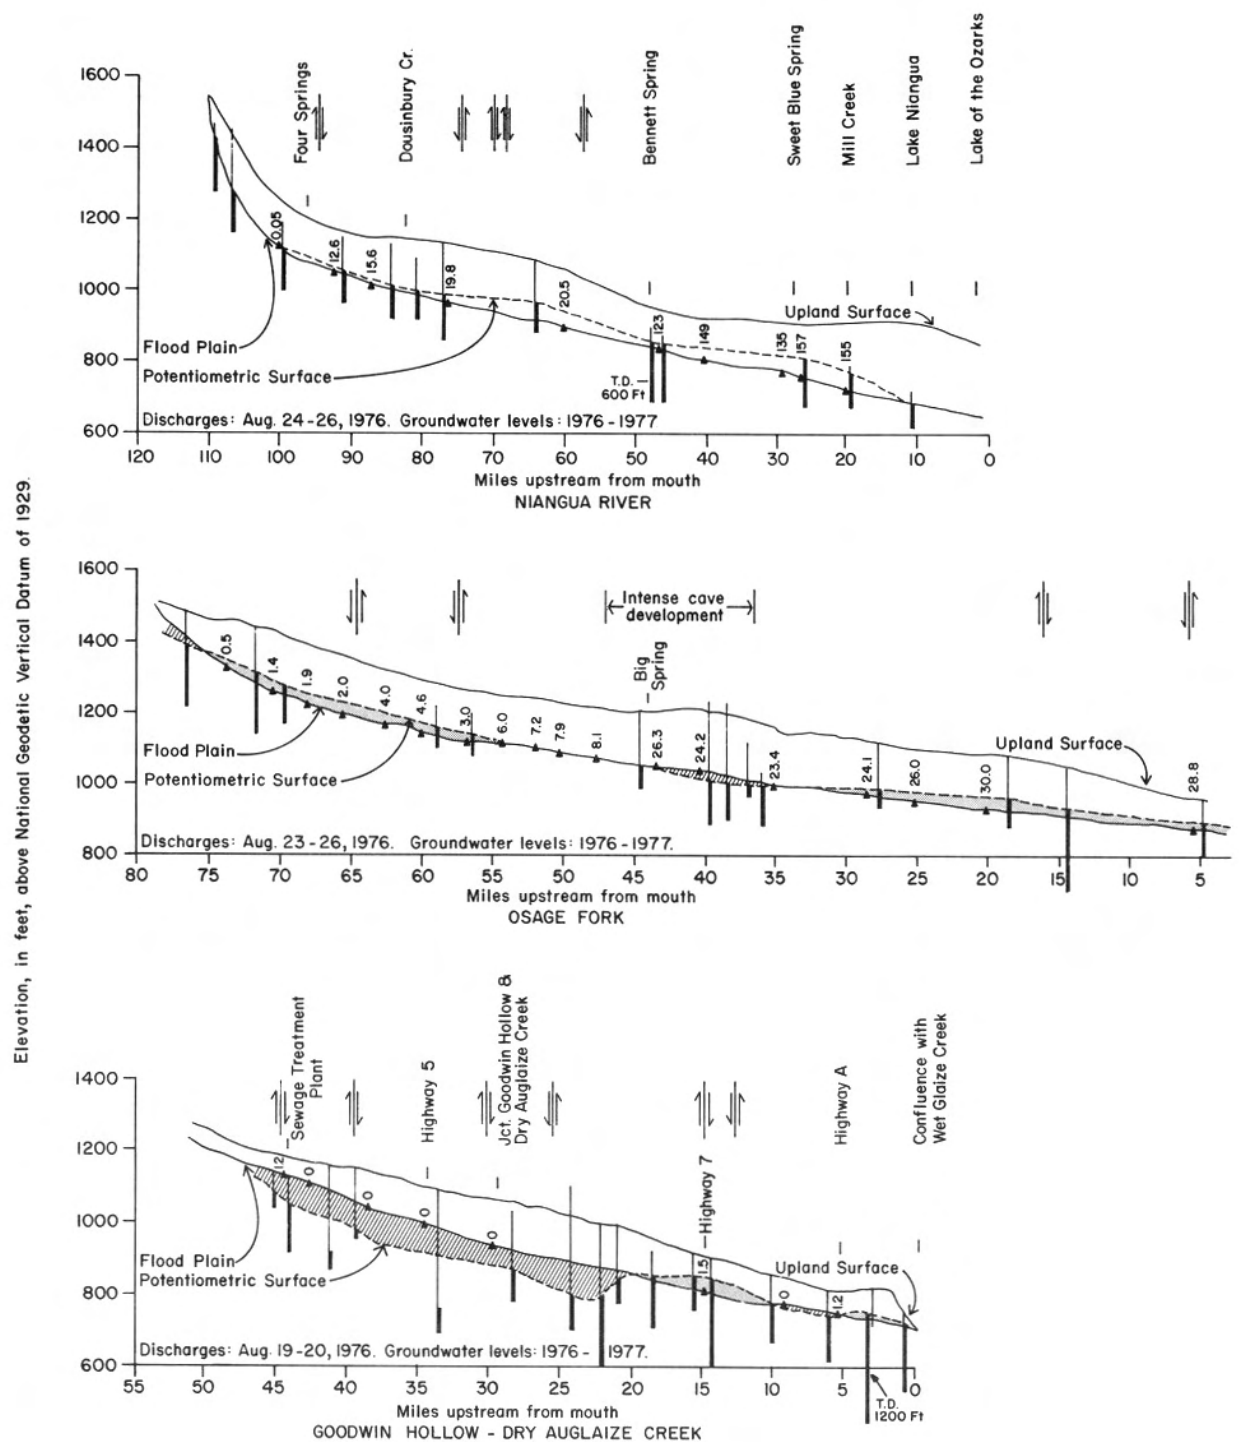 Elevation, in feet, above National Geodetic Vertical Datum of 1929.
Four Springs
Dousinbury Cr.
Bennett Spring
Sweet Blue Spring
Mill Creek
Lake Niangua
Lake of the Ozarks
1600
1400
1200
1000
800
600
0.05
12.6
15.6
19.8
20.5
123
149
135
157
155
Upland Surface
Flood Plain
Potentiometric Surface
T.D.
600 Ft
Discharges: Aug. 24-26, 1976. Groundwater levels: 1976-1977
120 110 100 90 80 70 60 50 40 30 20 10 0
Miles upstream from mouth
NIANGUA RIVER
1600
1400
1200
1000
800
Intense cave
development
Big
Spring
0.5
1.4
1.9
2.0
4.0
4.6
3.0
6.0
7.2
7.9
8.1
26.3
24.2
23.4
24.1
26.0
30.0
28.8
Upland Surface
Flood Plain
Potentiometric Surface
Discharges: Aug. 23-26, 1976. Groundwater levels: 1976-1977.
80 75 70 65 60 55 50 45 40 35 30 25 20 15 10 5
Miles upstream from mouth
OSAGE FORK
Sewage Treatment
Plant
Highway 5
Jct. Goodwin Hollow &
Dry Auglaize Creek
Highway 7
Highway A
Confluence with
Wet Glaize Creek
1400
1200
1000
800
600
12
0
0
0
0
1.5
0
1.2
Upland Surface
Flood Plain
Potentiometric Surface
Discharges: Aug. 19-20, 1976. Groundwater levels: 1976-1977.
55 50 45 40 35 30 25 20 15 10 5 0
T.D.
1200 Ft
Miles upstream from mouth
GOODWIN HOLLOW - DRY AUGLAIZE CREEK